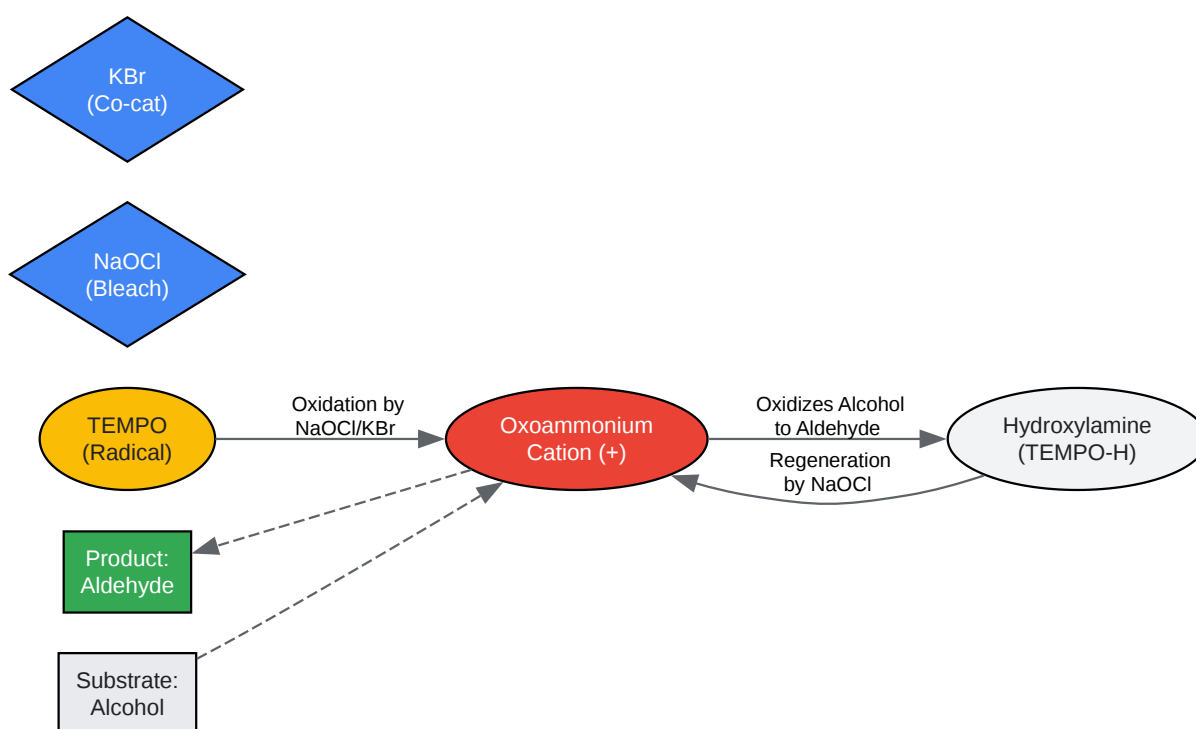 KBr
(Co-cat)
NaOCl
(Bleach)
TEMPO
(Radical)
Oxidation by
NaOCl/KBr
Oxoammonium
Cation (+)
Oxidizes Alcohol
to Aldehyde
Regeneration
by NaOCl
Hydroxylamine
(TEMPO-H)
Product:
Aldehyde
Substrate:
Alcohol